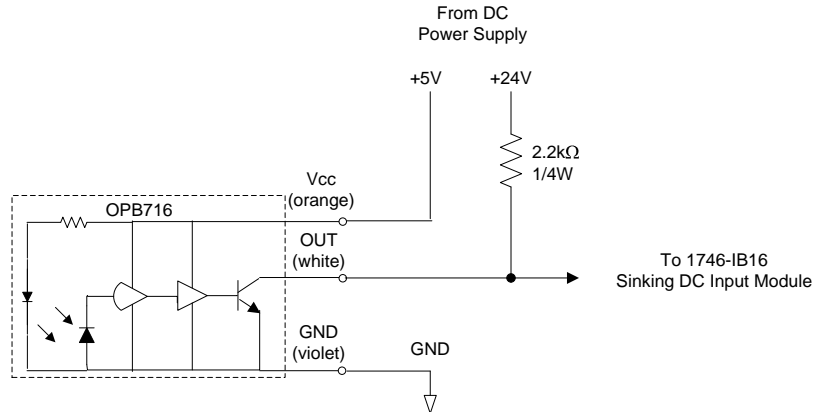 From DC
Power Supply
+5V
+24V
2.2kΩ
1/4W
Vcc
(orange)
OPB716
OUT
(white)
To 1746-IB16
Sinking DC Input Module
GND
(violet)
GND